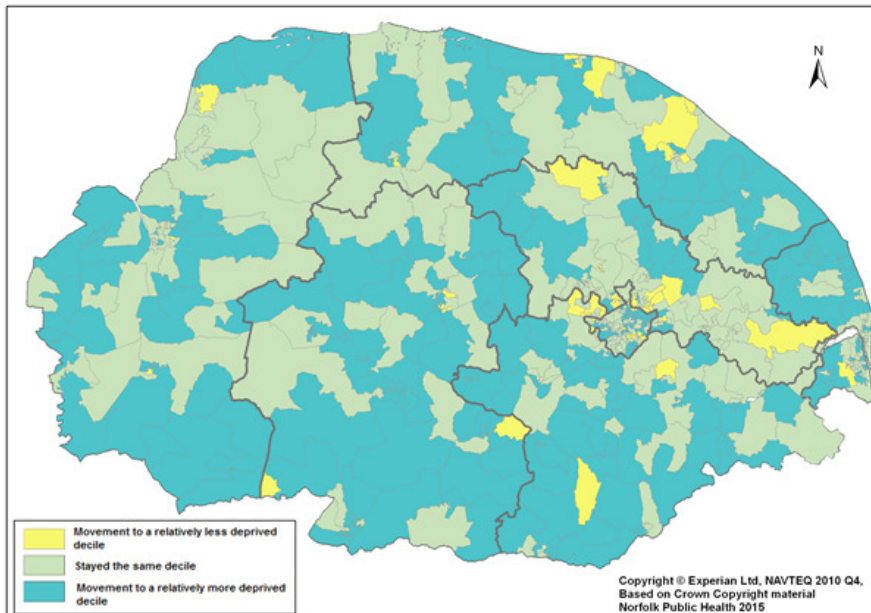 N
Movement to a relatively less deprived
decile
Stayed the same decile
Movement to a relatively more deprived
decile
Copyright © Experian Ltd, NAVTEQ 2010 Q4,
Based on Crown Copyright material
Norfolk Public Health 2015